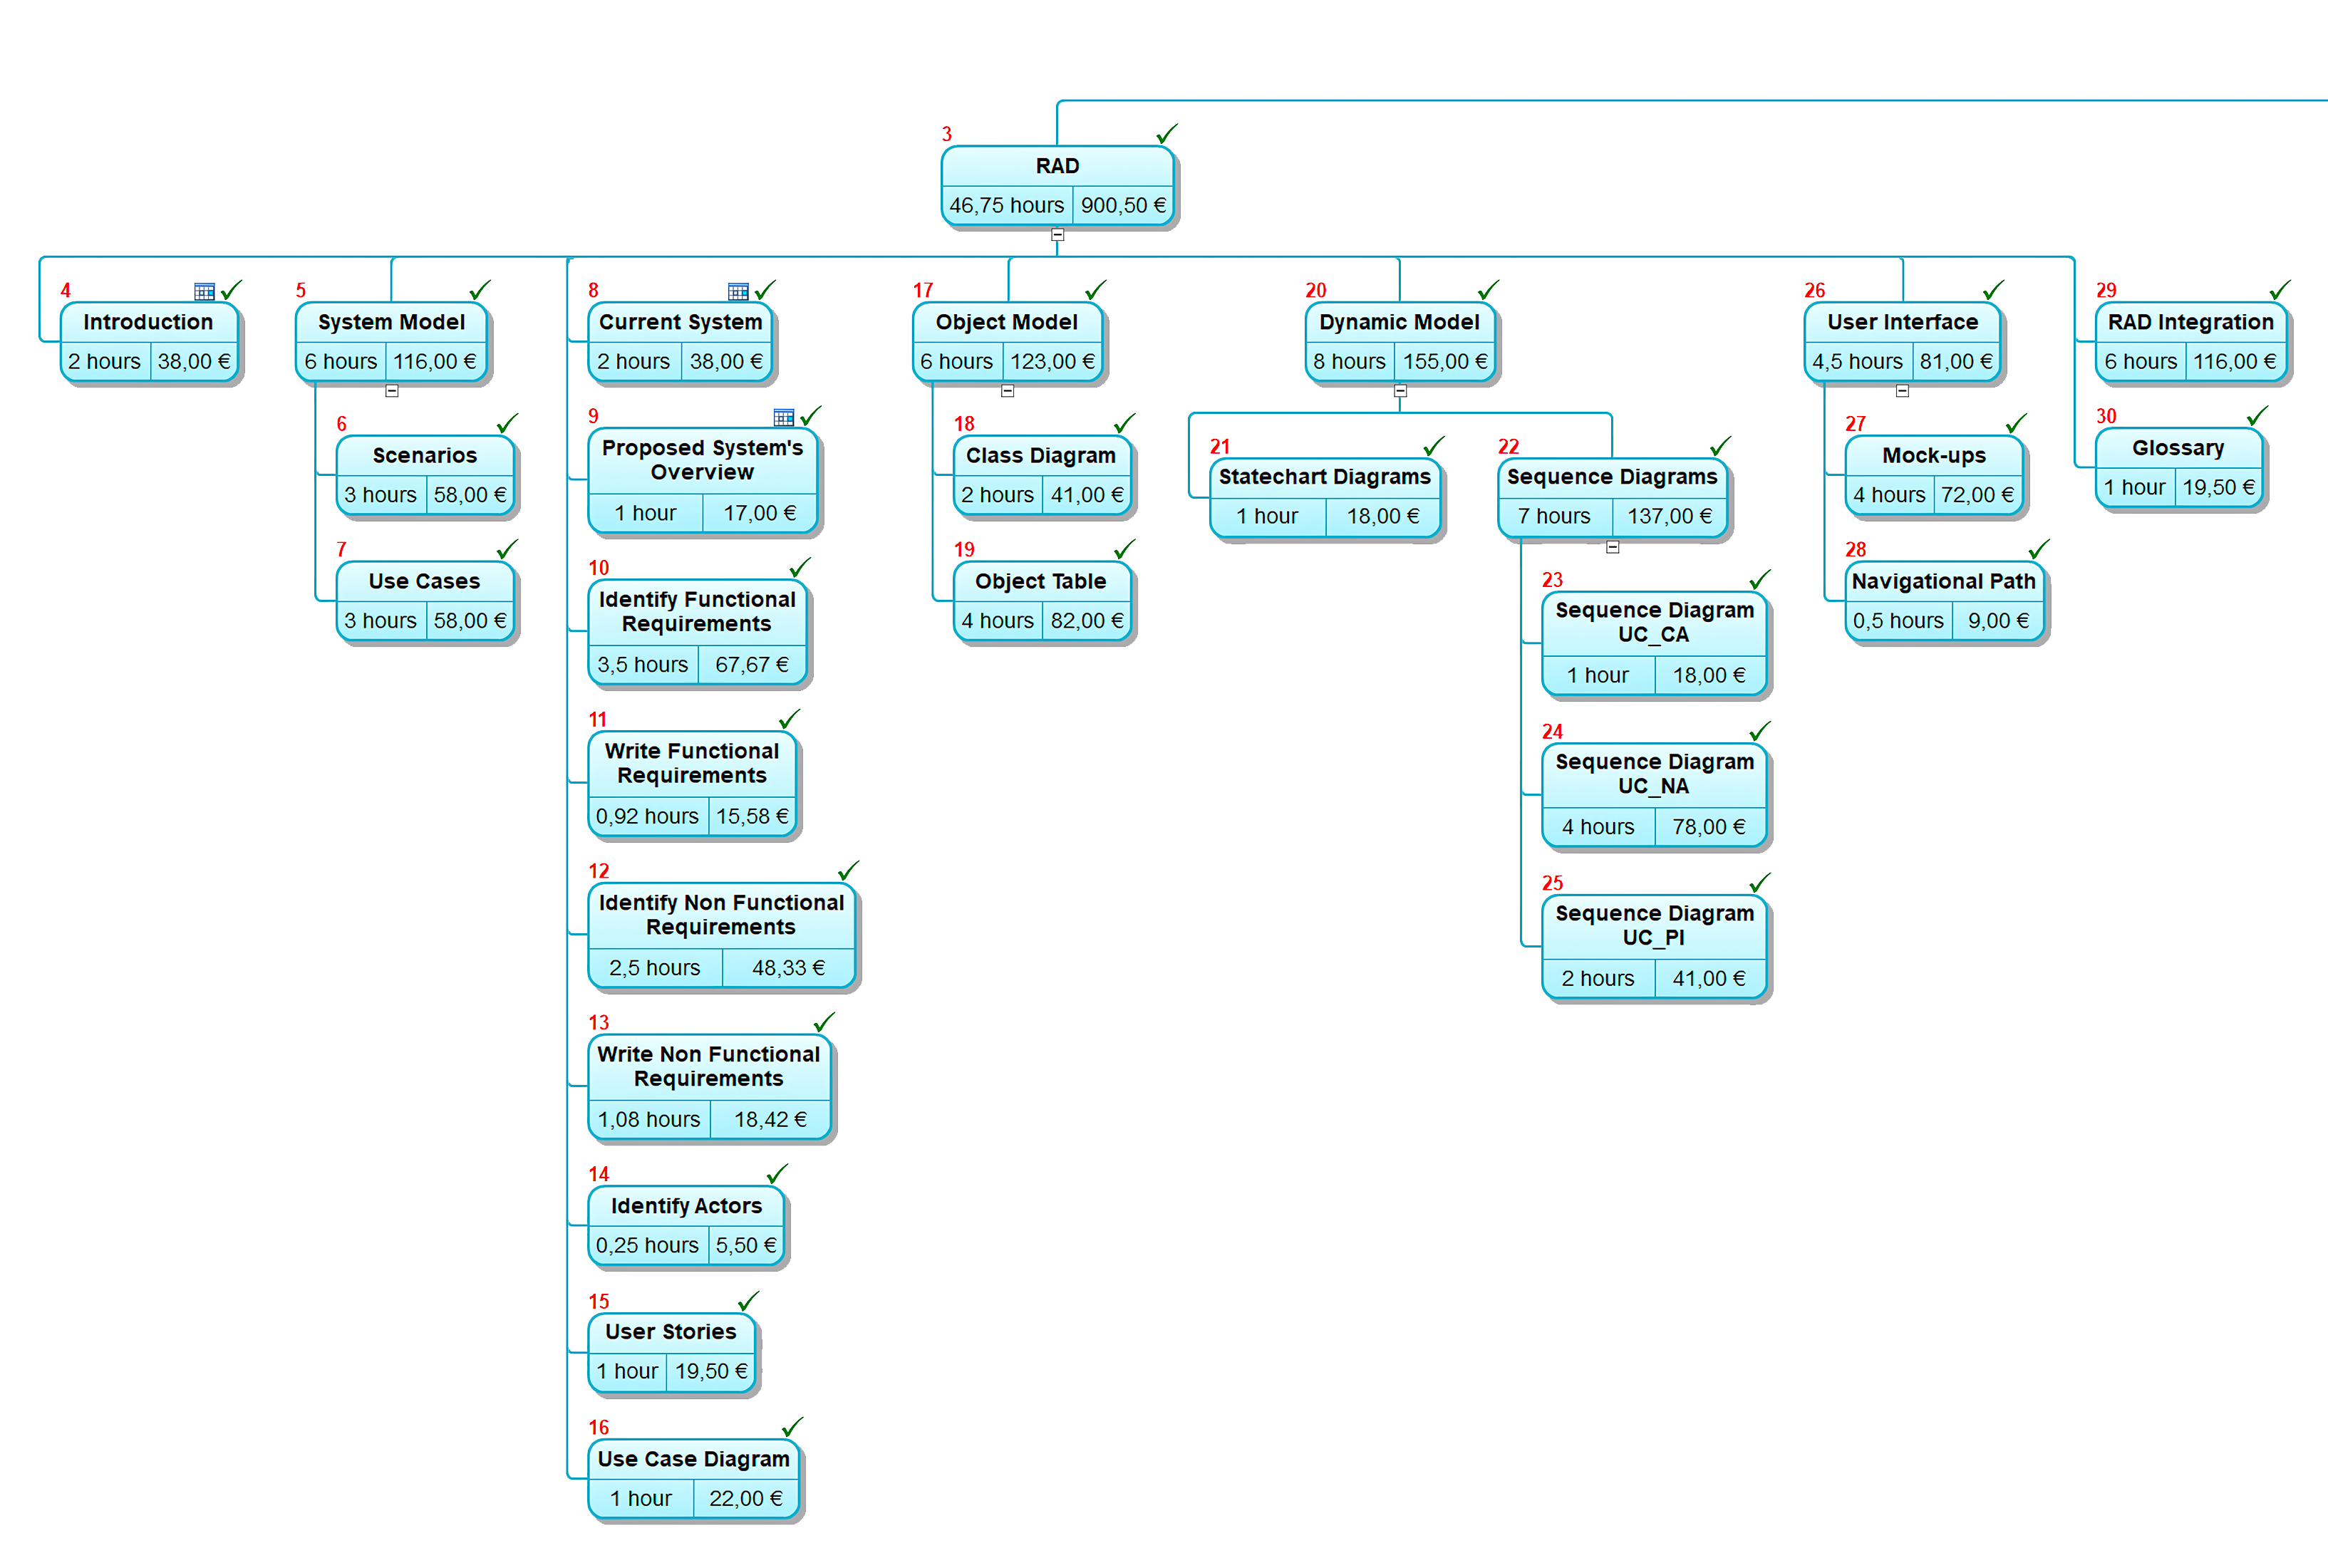 3
RAD
46,75 hours 900,50 €
4
Introduction
2 hours 38,00 €
5
System Model
6 hours 116,00 €
6
Scenarios
3 hours 58,00 €
7
Use Cases
3 hours 58,00 €
8
Current System
2 hours 38,00 €
9
Proposed System's
Overview
1 hour 17,00 €
10
Identify Functional
Requirements
3,5 hours 67,67 €
11
Write Functional
Requirements
0,92 hours 15,58 €
12
Identify Non Functional
Requirements
2,5 hours 48,33 €
13
Write Non Functional
Requirements
1,08 hours 18,42 €
14
Identify Actors
0,25 hours 5,50 €
15
User Stories
1 hour 19,50 €
16
Use Case Diagram
1 hour 22,00 €
17
Object Model
6 hours 123,00 €
18
Class Diagram
2 hours 41,00 €
19
Object Table
4 hours 82,00 €
20
Dynamic Model
8 hours 155,00 €
21
Statechart Diagrams
1 hour 18,00 €
22
Sequence Diagrams
7 hours 137,00 €
23
Sequence Diagram
UC_CA
1 hour 18,00 €
24
Sequence Diagram
UC_NA
4 hours 78,00 €
25
Sequence Diagram
UC_PI
2 hours 41,00 €
26
User Interface
4,5 hours 81,00 €
27
Mock-ups
4 hours 72,00 €
28
Navigational Path
0,5 hours 9,00 €
29
RAD Integration
6 hours 116,00 €
30
Glossary
1 hour 19,50 €